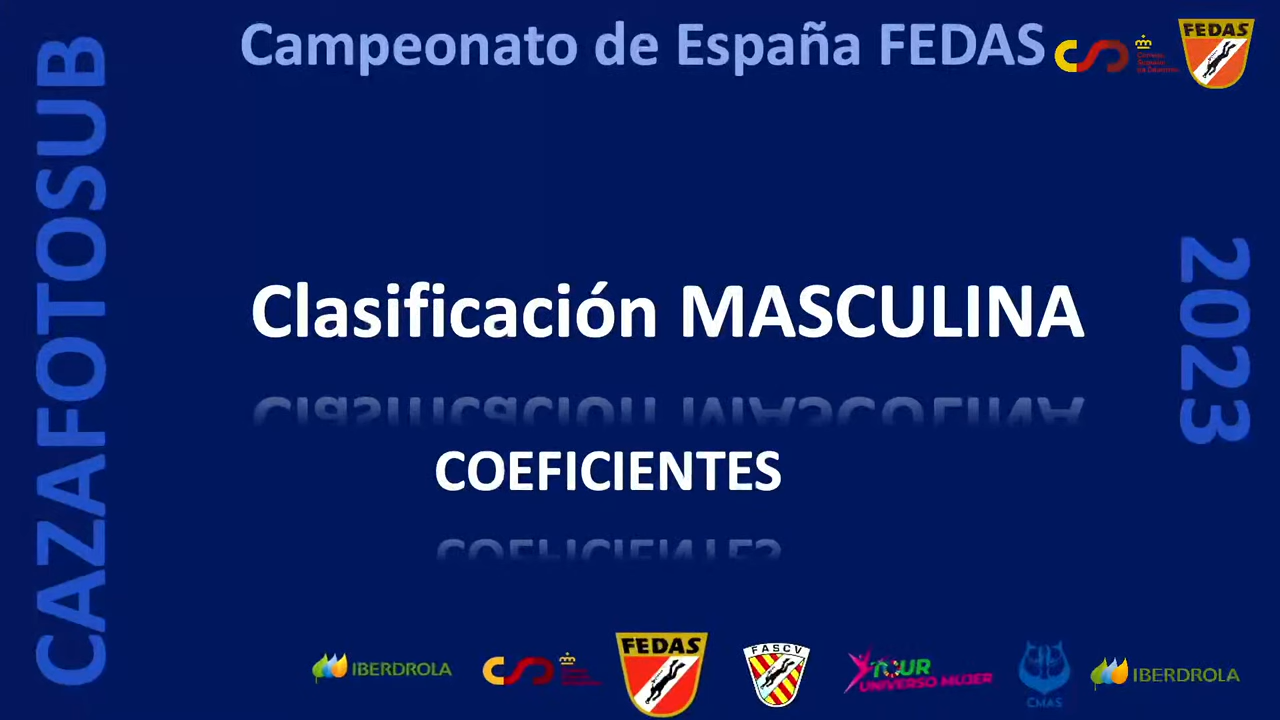 Campeonato de España FEDAS
FEDAS
CAZAFOTOSUB
2023
Clasificación MASCULINA
COEFICIENTES
IBERDROLA
FEDAS
FASCV
TOUR
UNIVERSO MUJER
CMAS
IBERDROLA